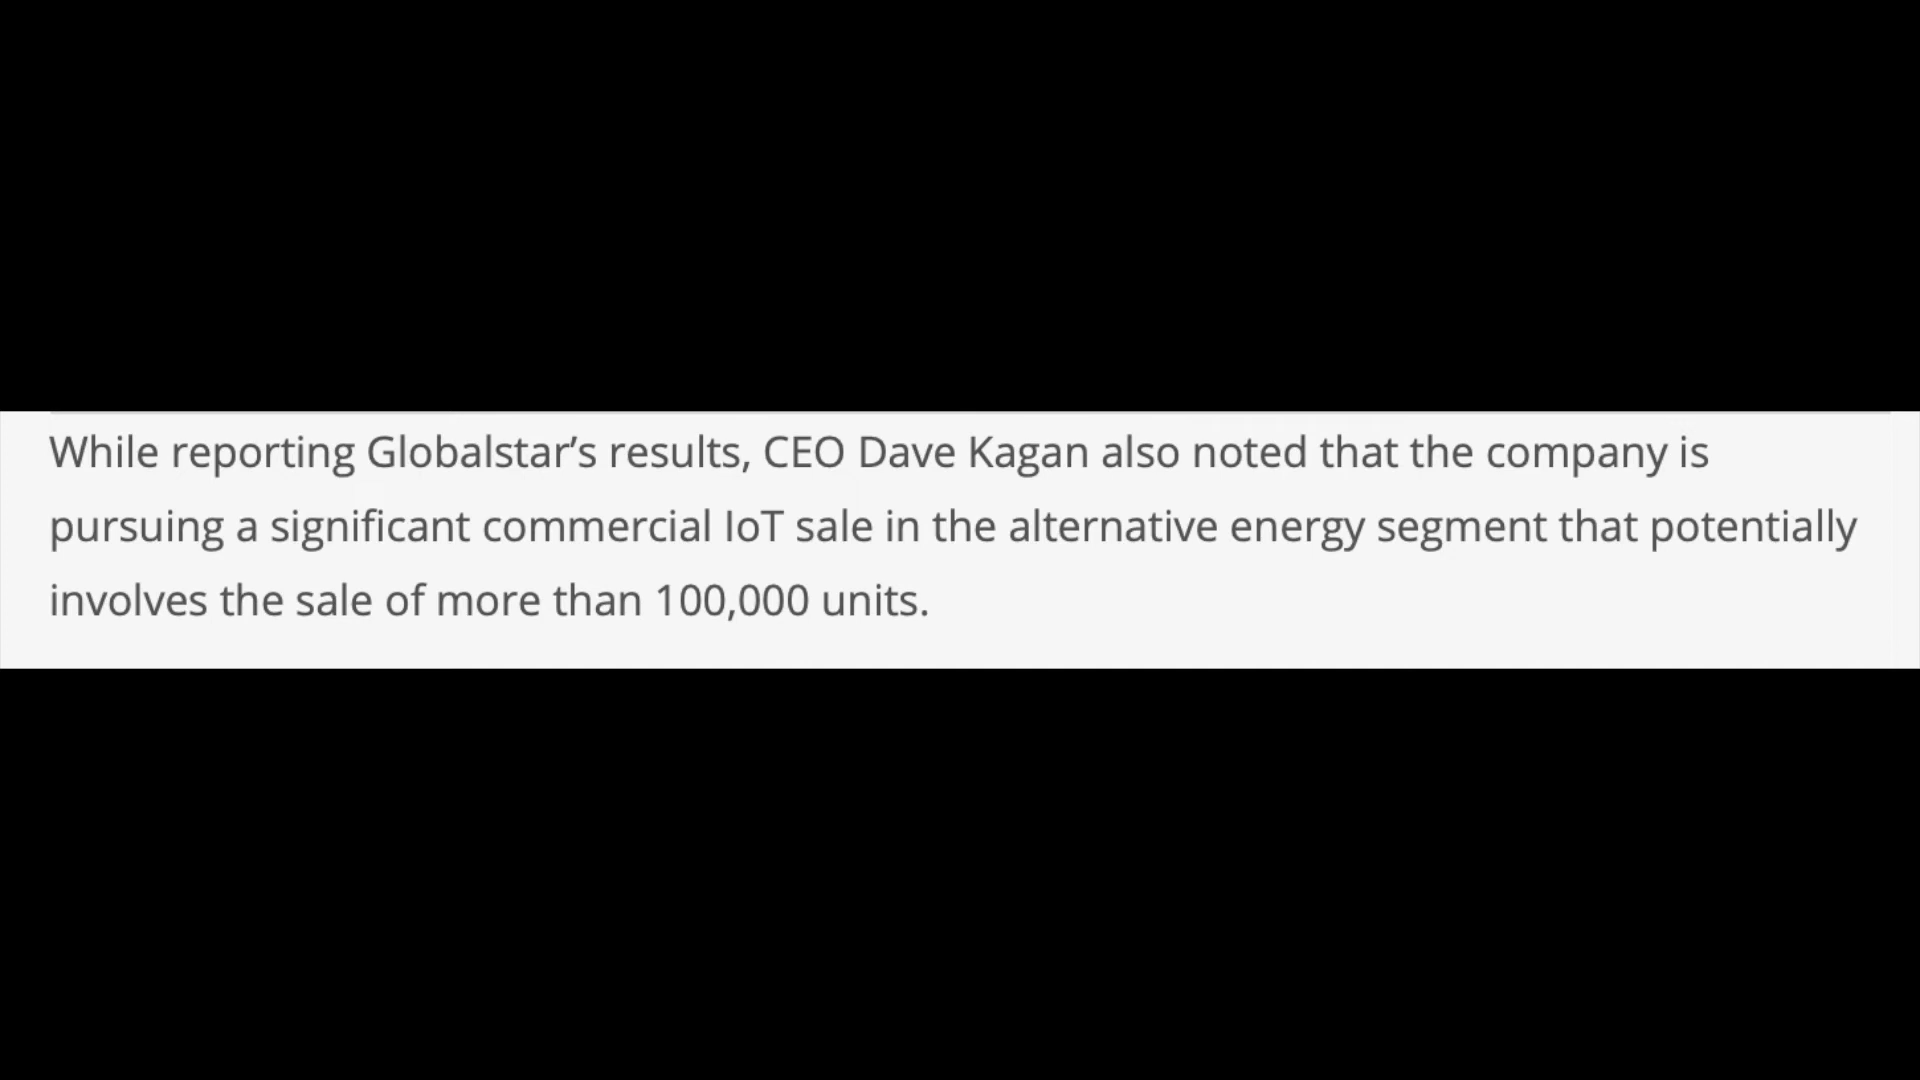 While reporting Globalstar’s results, CEO Dave Kagan also noted that the company is
pursuing a significant commercial IoT sale in the alternative energy segment that potentially
involves the sale of more than 100,000 units.